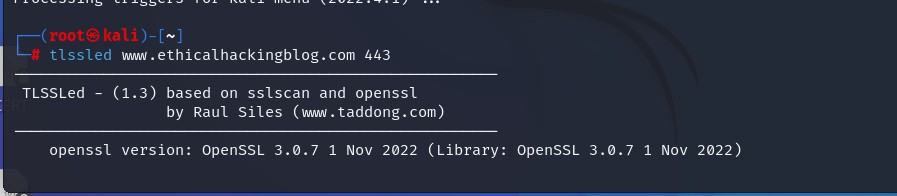 Processing triggers for kali-menu (2022.4.1) ...
┌──(root㉿kali)-[~]
└─# tlssled www.ethicalhackingblog.com 443
TLSSLed - (1.3) based on sslscan and openssl
by Raul Siles (www.taddong.com)
openssl version: OpenSSL 3.0.7 1 Nov 2022 (Library: OpenSSL 3.0.7 1 Nov 2022)